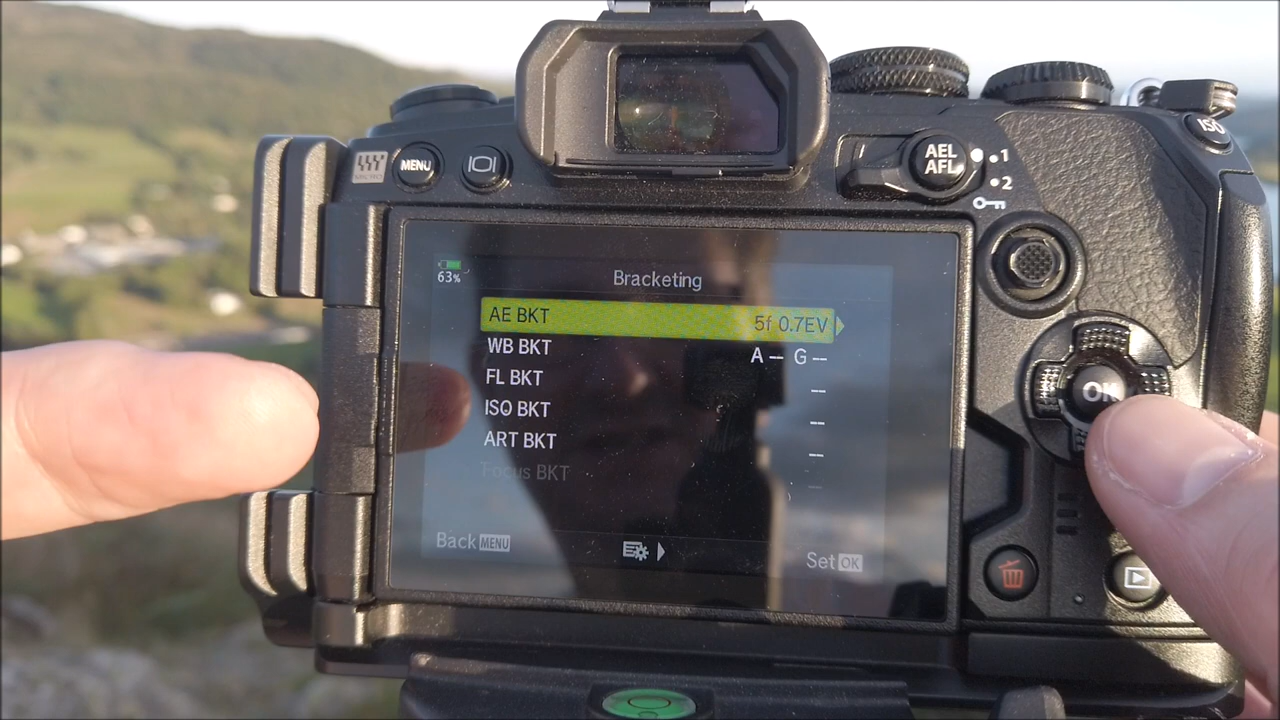 ISO
AEL
AFL
1
2
MENU
63%
Bracketing
AE BKT 5f 0.7EV
WB BKT A -- G --
FL BKT --
ISO BKT --
ART BKT --
Focus BKT --
Back MENU
Set OK
OK